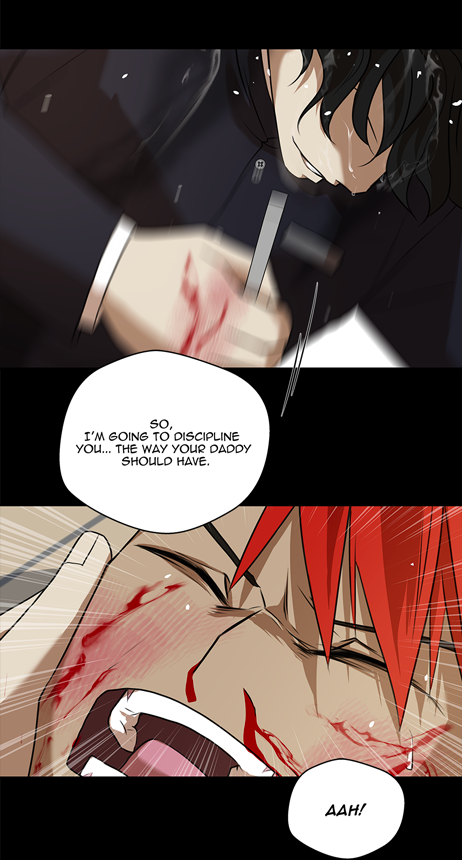 SO,
I'M GOING TO DISCIPLINE
YOU... THE WAY YOUR DADDY
SHOULD HAVE.
AAH!